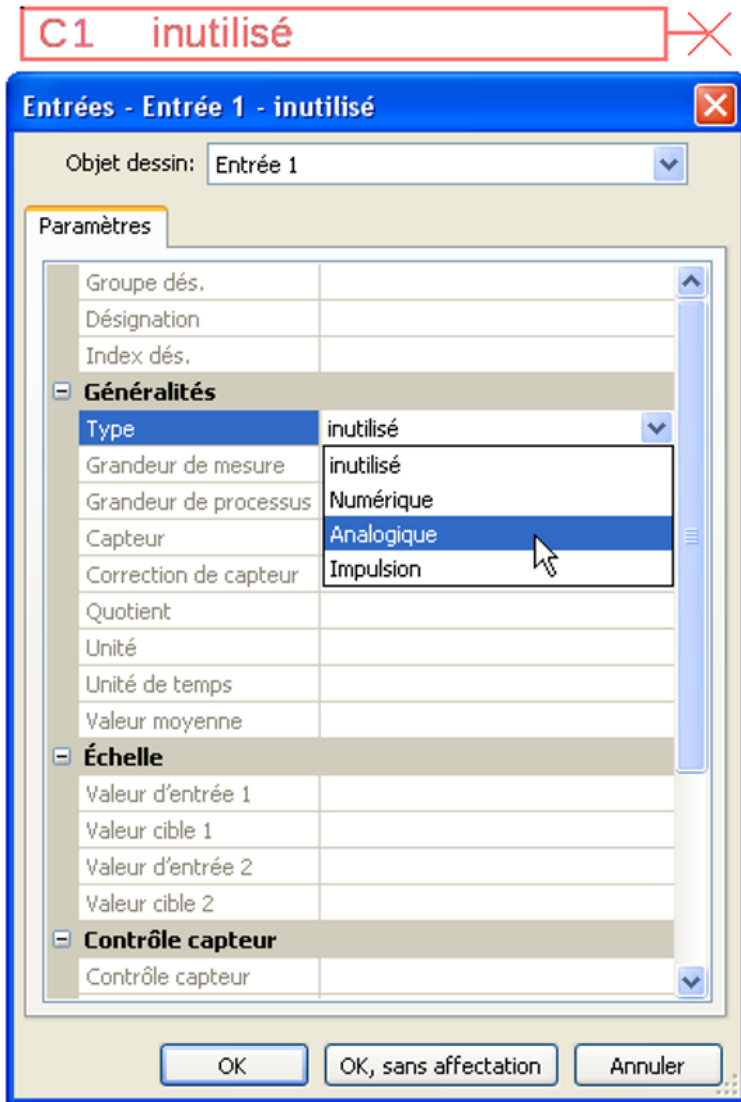 C1 inutilisé
Entrées - Entrée 1 - inutilisé
Objet dessin: Entrée 1
Paramètres
Groupe dés.
Désignation
Index dés.
Généralités
Type inutilisé
Grandeur de mesure inutilisé
Grandeur de processus Numérique
Capteur Analogique
Correction de capteur Impulsion
Quotient
Unité
Unité de temps
Valeur moyenne
Échelle
Valeur d'entrée 1
Valeur cible 1
Valeur d'entrée 2
Valeur cible 2
Contrôle capteur
Contrôle capteur
OK OK, sans affectation Annuler